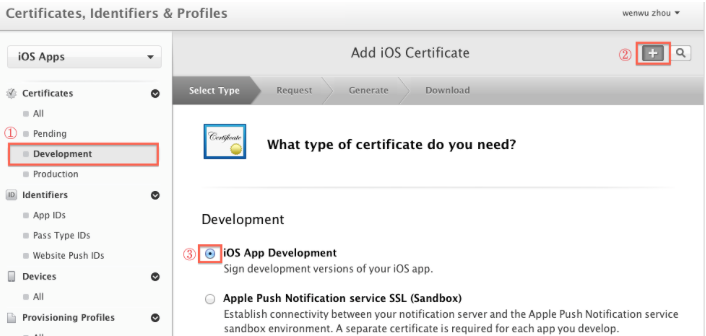 Certificates, Identifiers & Profiles
wenwu zhou
iOS Apps
Add iOS Certificate
②
Certificates
Select Type
Request
Generate
Download
All
① Pending
Development
Production
Certificate
What type of certificate do you need?
Identifiers
App IDs
Pass Type IDs
Website Push IDs
Devices
All
Provisioning Profiles
All
Development
③ iOS App Development
Sign development versions of your iOS app.
Apple Push Notification service SSL (Sandbox)
Establish connectivity between your notification server and the Apple Push Notification service
sandbox environment. A separate certificate is required for each app you develop.